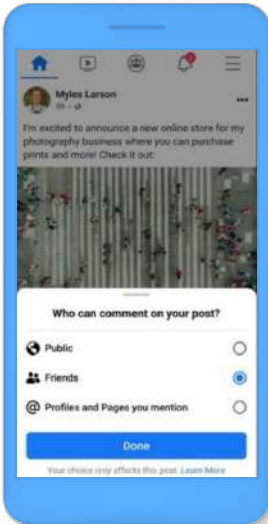 Myles Larson
I'm excited to announce a new online store for my
photography business where you can purchase
prints and more! Check it out:
Who can comment on your post?
Public
Friends
@ Profiles and Pages you mention
Done
Your choice only affects this post. Learn More